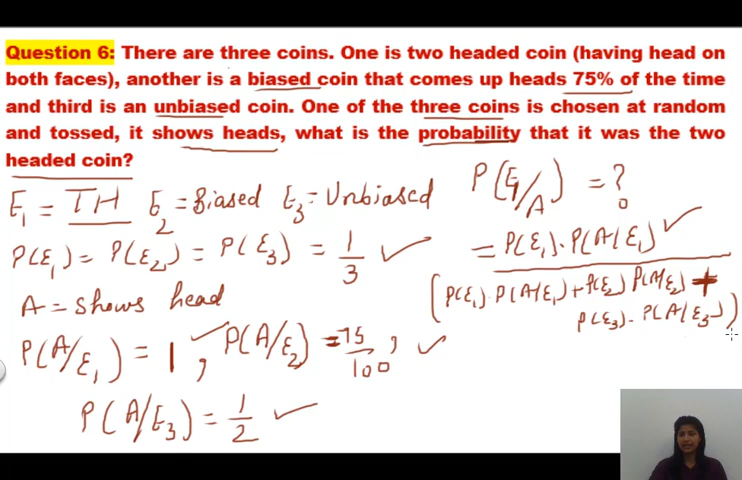 Question 6: There are three coins. One is two headed coin (having head on
both faces), another is a biased coin that comes up heads 75% of the time
and third is an unbiased coin. One of the three coins is chosen at random
and tossed, it shows heads, what is the probability that it was the two
headed coin?
E₁ = TH E₂ = Biased E₃ = Unbiased
P(E₁) = P(E₂) = P(E₃) = 1/3 ✓
A = shows head
P(A/E₁) = 1 ✓, P(A/E₂) = 75/100, ✓
P(A/E₃) = 1/2 ✓
P(E₁/A) = ?
= P(E₁)·P(A/E₁) ✓
(P(E₁)·P(A/E₁) + P(E₂) P(A/E₂) +
P(E₃)·P(A/E₃))